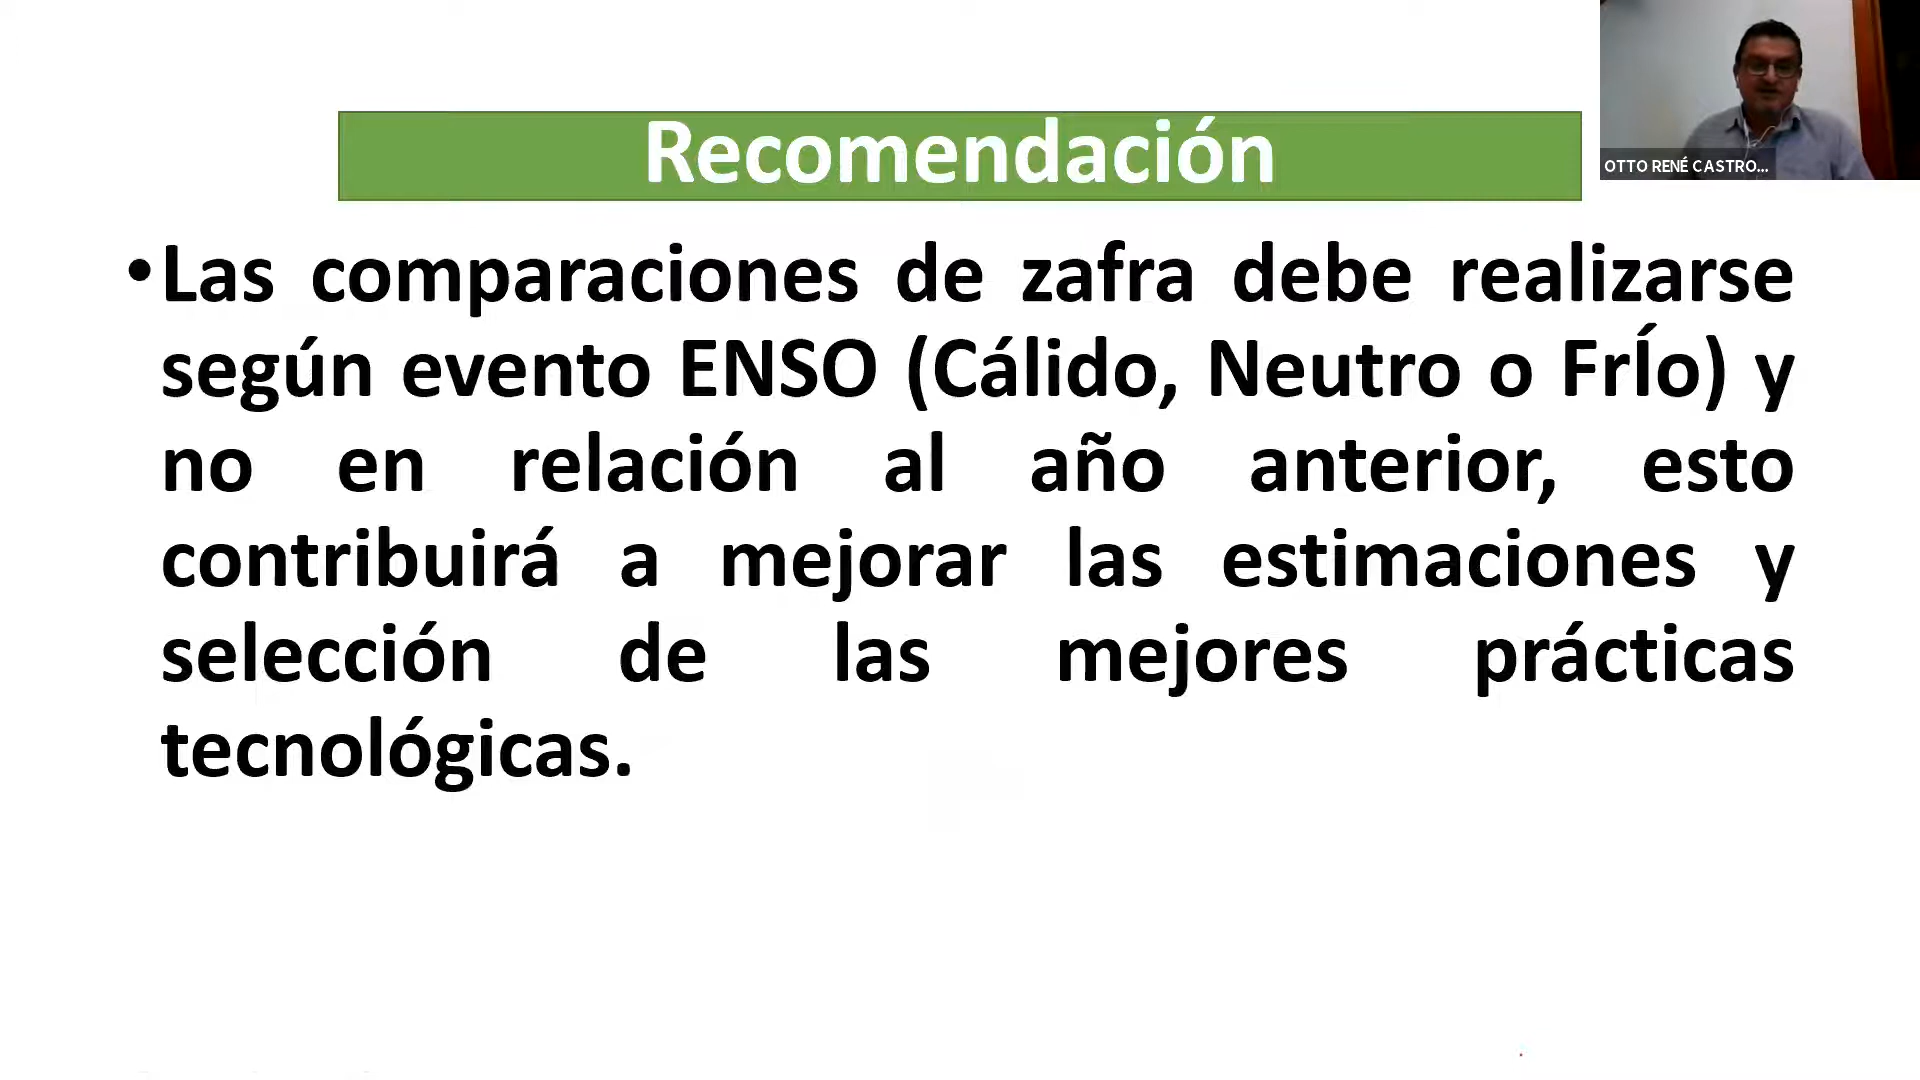 Recomendación
OTTO RENÉ CASTRO...
•Las comparaciones de zafra debe realizarse
según evento ENSO (Cálido, Neutro o FrÍo) y
no en relación al año anterior, esto
contribuirá a mejorar las estimaciones y
selección de las mejores prácticas
tecnológicas.